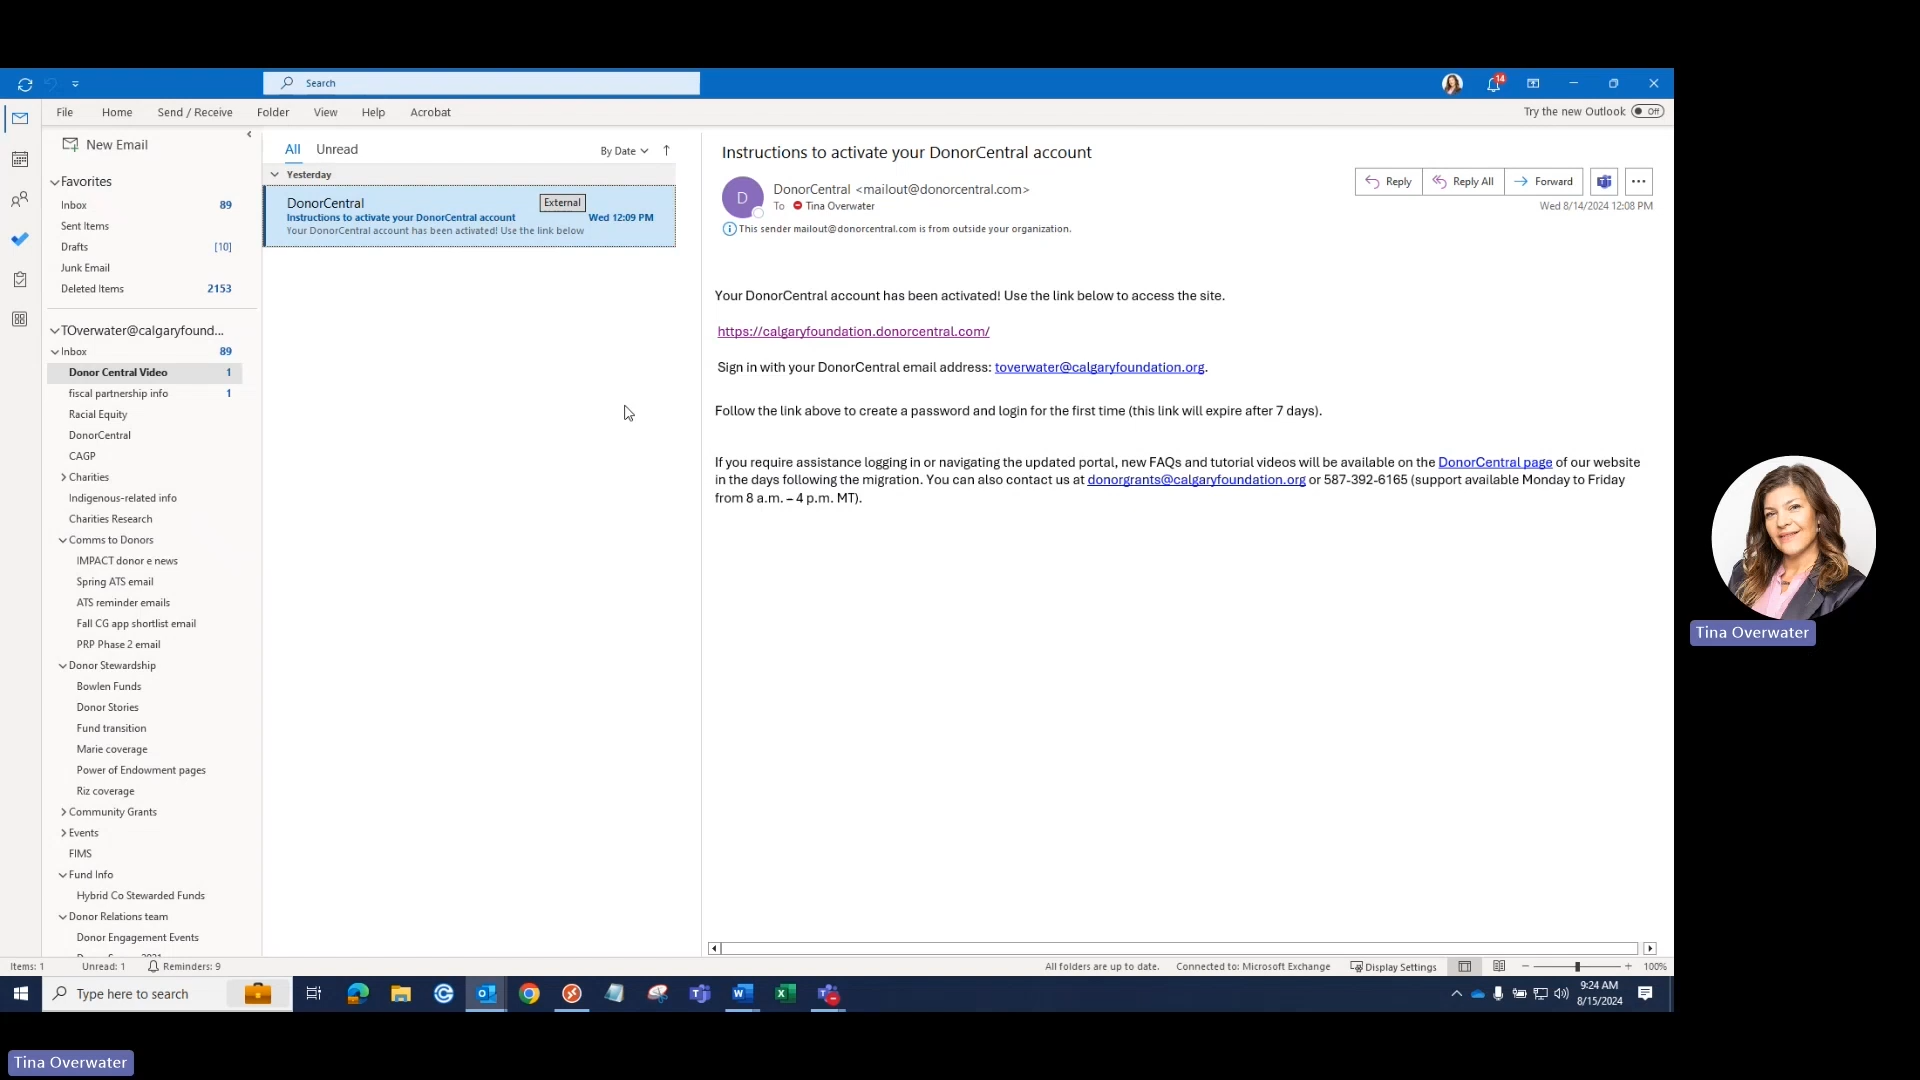 Search
14
File Home Send / Receive Folder View Help Acrobat
Try the new Outlook Off
New Email
Favorites
Inbox 89
Sent Items
Drafts [10]
Junk Email
Deleted Items 2153
TOverwater@calgaryfound...
Inbox 89
Donor Central Video 1
fiscal partnership info 1
Racial Equity
DonorCentral
CAGP
Charities
Indigenous-related info
Charities Research
Comms to Donors
IMPACT donor e news
Spring ATS email
ATS reminder emails
Fall CG app shortlist email
PRP Phase 2 email
Donor Stewardship
Bowlen Funds
Donor Stories
Fund transition
Marie coverage
Power of Endowment pages
Riz coverage
Community Grants
Events
FIMS
Fund Info
Hybrid Co Stewarded Funds
Donor Relations team
Donor Engagement Events
All Unread By Date
Yesterday
DonorCentral External
Instructions to activate your DonorCentral account Wed 12:09 PM
Your DonorCentral account has been activated! Use the link below
Instructions to activate your DonorCentral account
D
DonorCentral <mailout@donorcentral.com>
To Tina Overwater
This sender mailout@donorcentral.com is from outside your organization.
Reply Reply All Forward
Wed 8/14/2024 12:08 PM
Your DonorCentral account has been activated! Use the link below to access the site.
https://calgaryfoundation.donorcentral.com/
Sign in with your DonorCentral email address: toverwater@calgaryfoundation.org.
Follow the link above to create a password and login for the first time (this link will expire after 7 days).
If you require assistance logging in or navigating the updated portal, new FAQs and tutorial videos will be available on the DonorCentral page of our website
in the days following the migration. You can also contact us at donorgrants@calgaryfoundation.org or 587-392-6165 (support available Monday to Friday
from 8 a.m. – 4 p.m. MT).
Tina Overwater
Items: 1 Unread: 1 Reminders: 9 All folders are up to date. Connected to: Microsoft Exchange Display Settings 100%
Type here to search
9:24 AM
8/15/2024
Tina Overwater